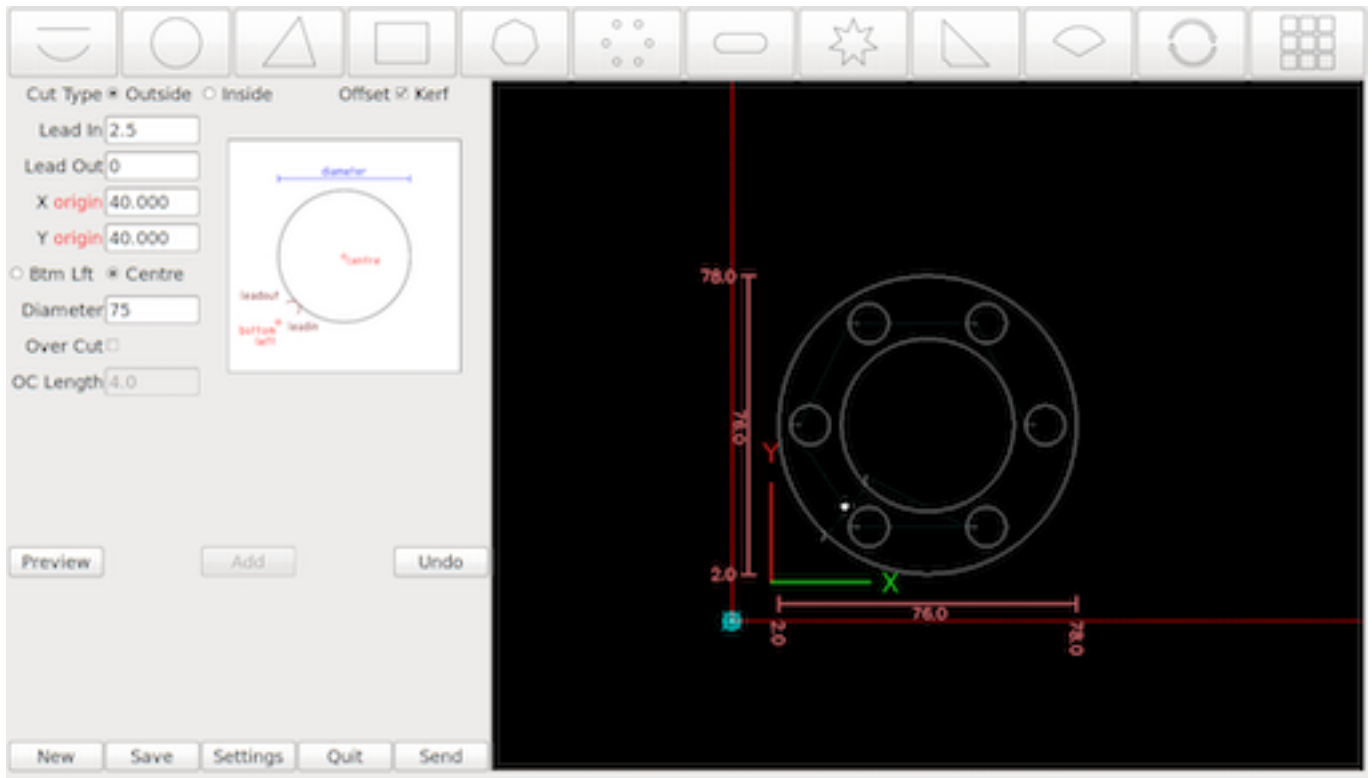 Cut Type Outside Inside Offset Kerf
Lead In 2.5
Lead Out 0
X origin 40.000
Y origin 40.000
Btm Lft Centre
Diameter 75
Over Cut
OC Length 4.0
diameter
centre
leadout
leadin
bottom
left
Preview Add Undo
New Save Settings Quit Send
78.0
76.0
Y
2.0
X
76.0
2.0
78.0